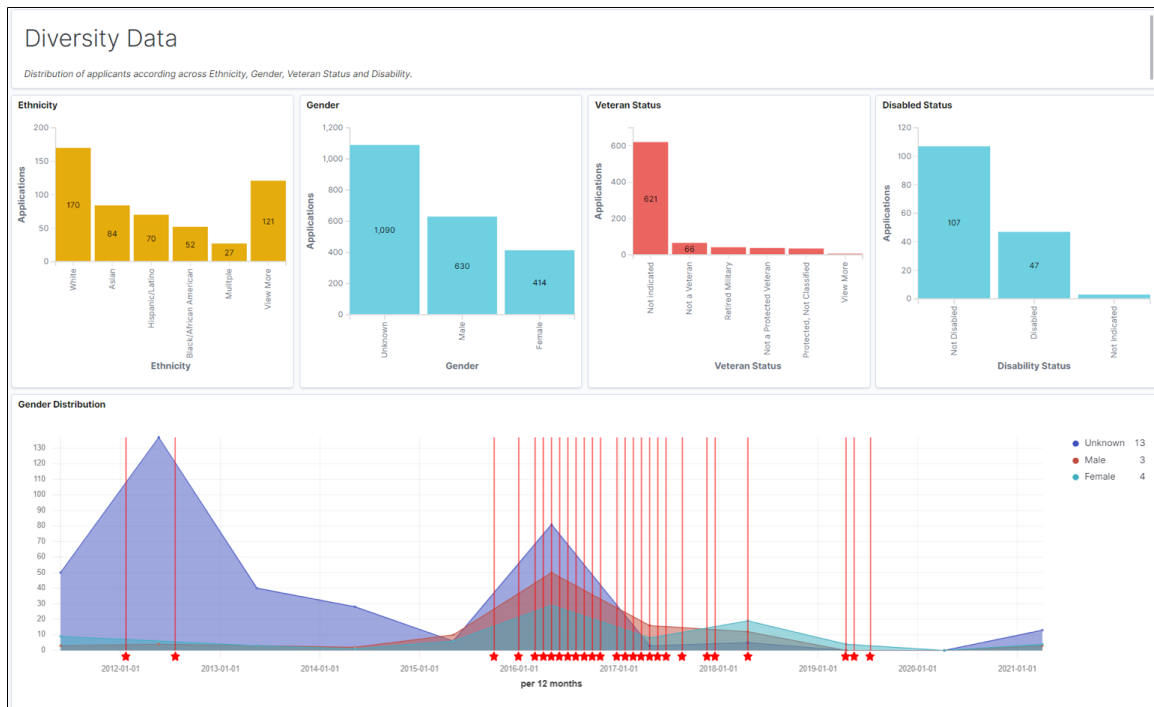 Diversity Data
Distribution of applicants according across Ethnicity, Gender, Veteran Status and Disability.
Ethnicity
Applications
200
150
100
50
0
170
84
70
52
27
121
White
Asian
Hispanic/Latino
Black/African American
Mulitple
View More
Ethnicity
Gender
Applications
1,200
1,000
800
600
400
200
0
1,090
630
414
Unknown
Male
Female
Gender
Veteran Status
Applications
600
400
200
0
621
66
Not indicated
Not a Veteran
Retired Military
Not a Protected Veteran
Protected, Not Classified
View More
Veteran Status
Disabled Status
Applications
120
100
80
60
40
20
0
107
47
Not Disabled
Disabled
Not Indicated
Disability Status
Gender Distribution
130
120
110
100
90
80
70
60
50
40
30
20
10
0
2012-01-01
2013-01-01
2014-01-01
2015-01-01
2016-01-01
2017-01-01
2018-01-01
2019-01-01
2020-01-01
2021-01-01
per 12 months
Unknown 13
Male 3
Female 4